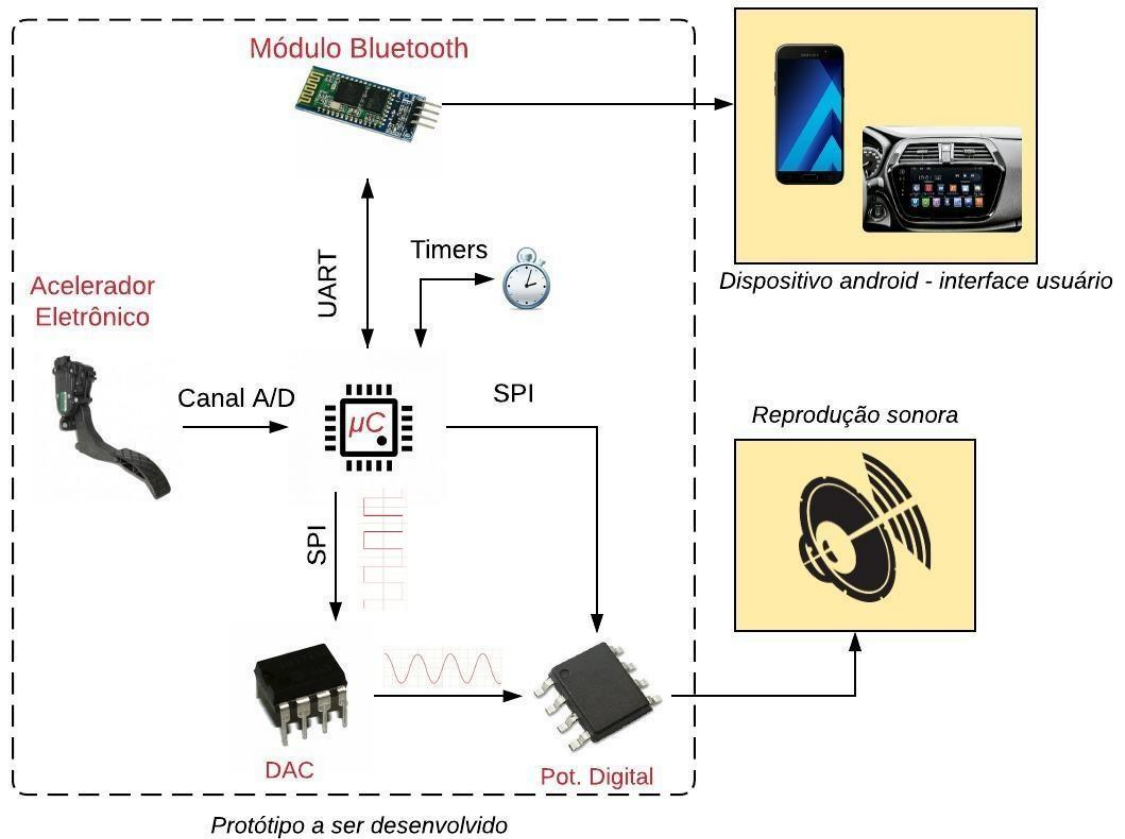 Módulo Bluetooth
Dispositivo android - interface usuário
UART
Timers
Acelerador
Eletrônico
Canal A/D
µC
SPI
Reprodução sonora
SPI
DAC
Pot. Digital
Protótipo a ser desenvolvido